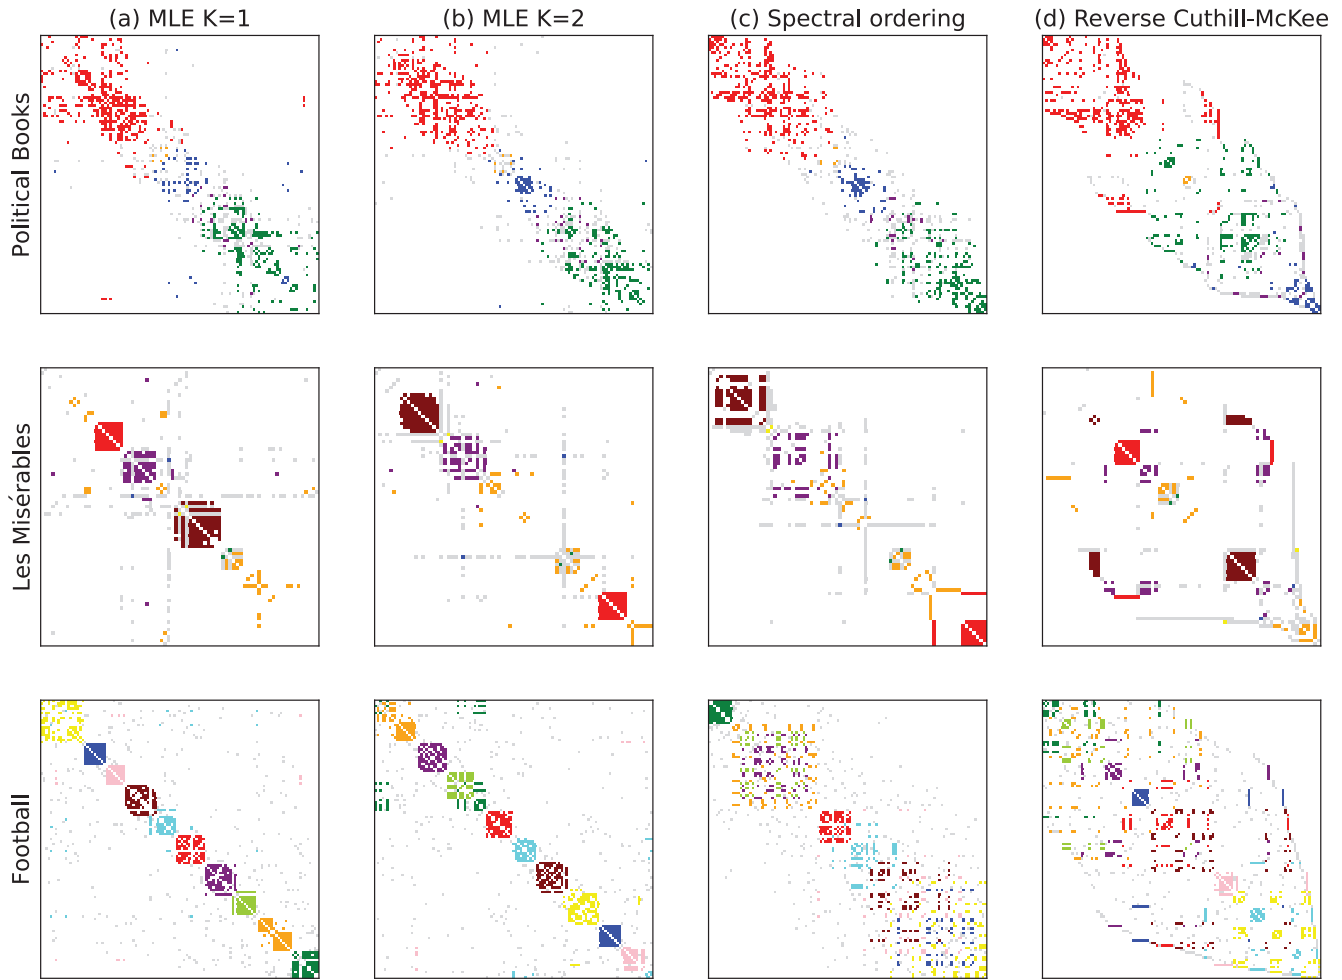 (a) MLE K=1
(b) MLE K=2
(c) Spectral ordering
(d) Reverse Cuthill-McKee
Political Books
Les Misérables
Football